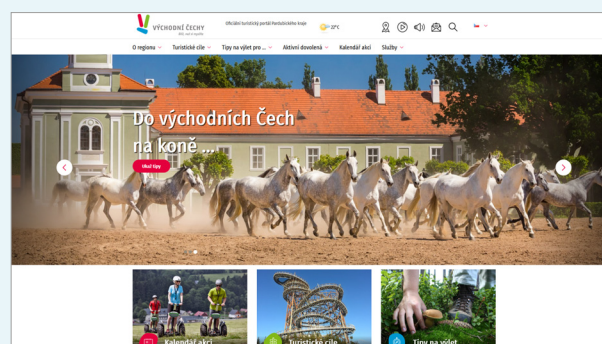 VÝCHODNÍ ČECHY
Oficiální turistický portál Pardubického kraje
22°C
O regionu
Turistické cíle
Tipy na výlet pro ...
Aktivní dovolená
Kalendář akcí
Služby
Do východních Čech
na koně ...
Ukaž tipy
Kalendář akcí
Turistické cíle
Tipy na výlet